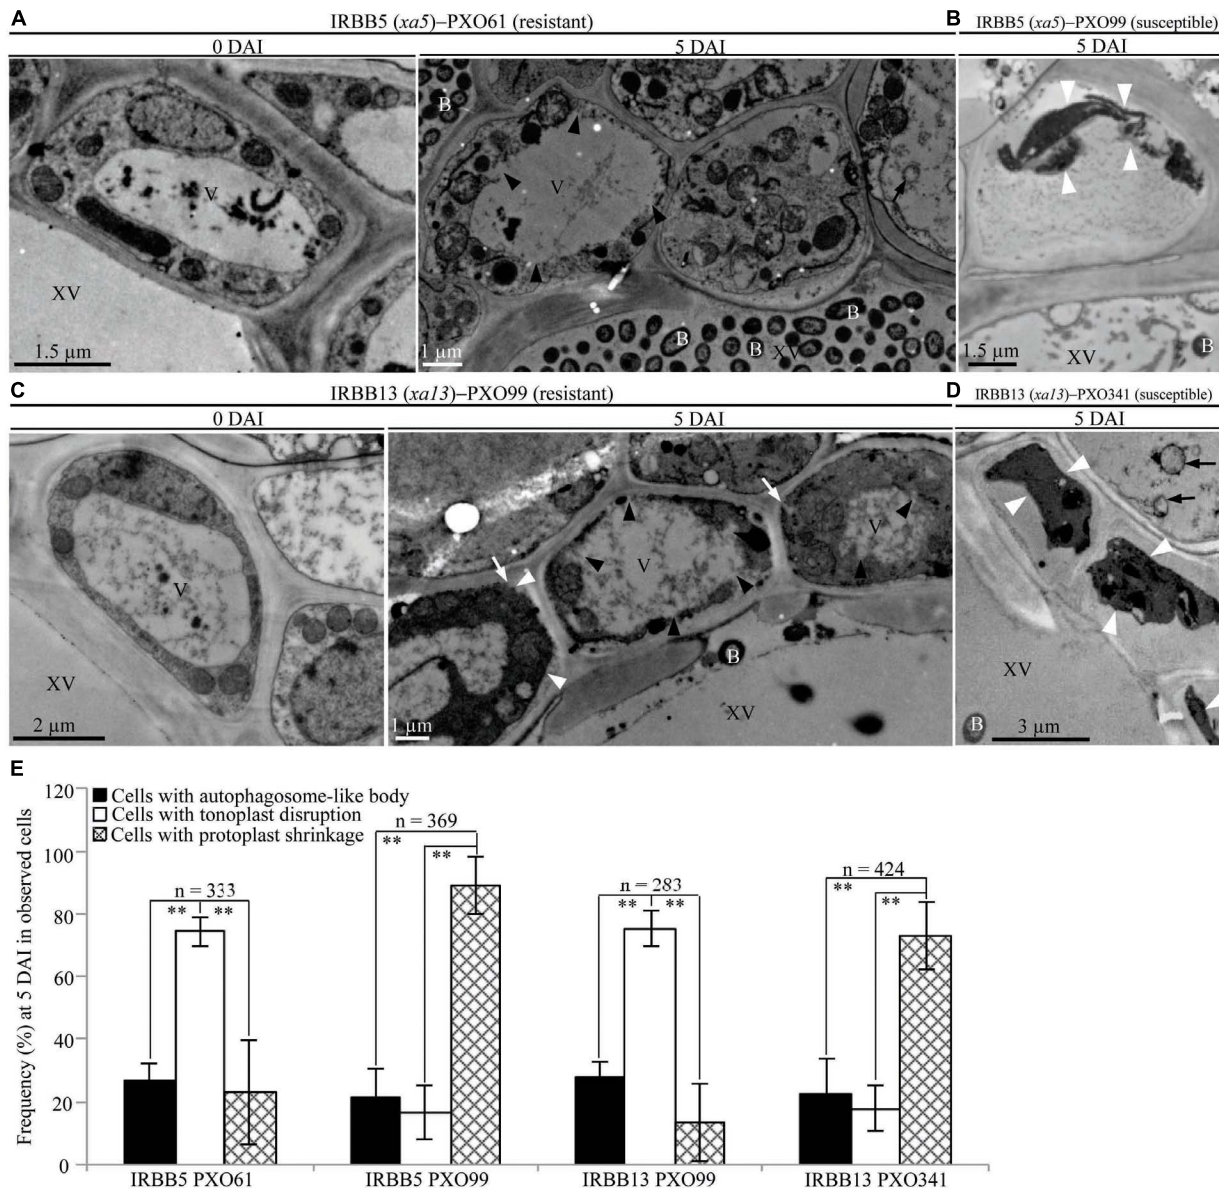 A
IRBB5 (xa5)–PXO61 (resistant)
0 DAI
5 DAI
V
XV
1.5 µm
B
V
B
B
B
XV
1 µm
B
IRBB5 (xa5)–PXO99 (susceptible)
5 DAI
XV
B
1.5 µm
C
IRBB13 (xa13)–PXO99 (resistant)
0 DAI
5 DAI
V
XV
2 µm
V
V
B
XV
1 µm
D
IRBB13 (xa13)–PXO341 (susceptible)
5 DAI
XV
B
3 µm
E
Frequency (%) at 5 DAI in observed cells
120
100
80
60
40
20
0
Cells with autophagosome-like body
Cells with tonoplast disruption
Cells with protoplast shrinkage
n = 333
** **
n = 369
**
**
n = 283
** **
n = 424
**
**
IRBB5 PXO61
IRBB5 PXO99
IRBB13 PXO99
IRBB13 PXO341